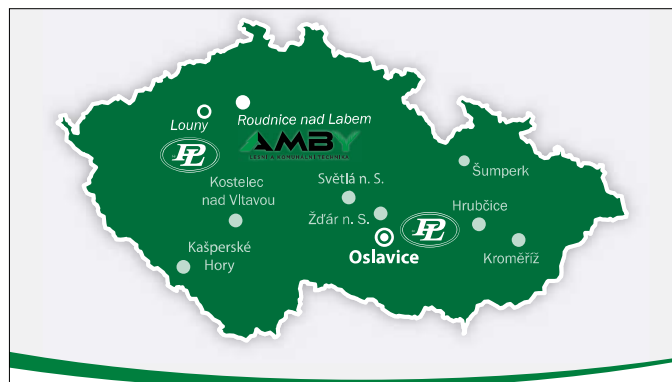 Louny
Roudnice nad Labem
PL
AMBY
LESNÍ A KOMUNÁLNÍ TECHNIKA
Šumperk
Světlá n. S.
Kostelec
nad Vltavou
Žďár n. S.
PL
Hrubčice
Oslavice
Kroměříž
Kašperské
Hory